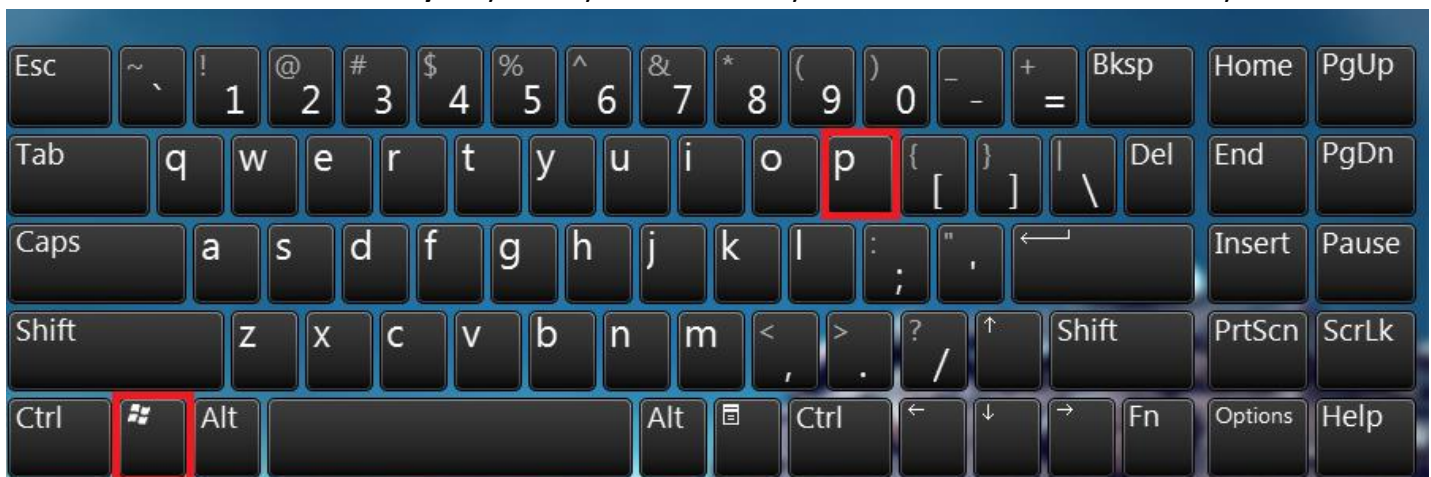 Esc ~ ` ! 1 @ 2 # 3 $ 4 % 5 ^ 6 & 7 * 8 ( 9 ) 0 _ - + = Bksp Home PgUp
Tab q w e r t y u i o p { [ } ] | \ Del End PgDn
Caps a s d f g h j k l : ; " ' Insert Pause
Shift z x c v b n m < , > . ? / ↑ Shift PrtScn ScrLk
Ctrl Alt Alt Ctrl ← ↓ → Fn Options Help